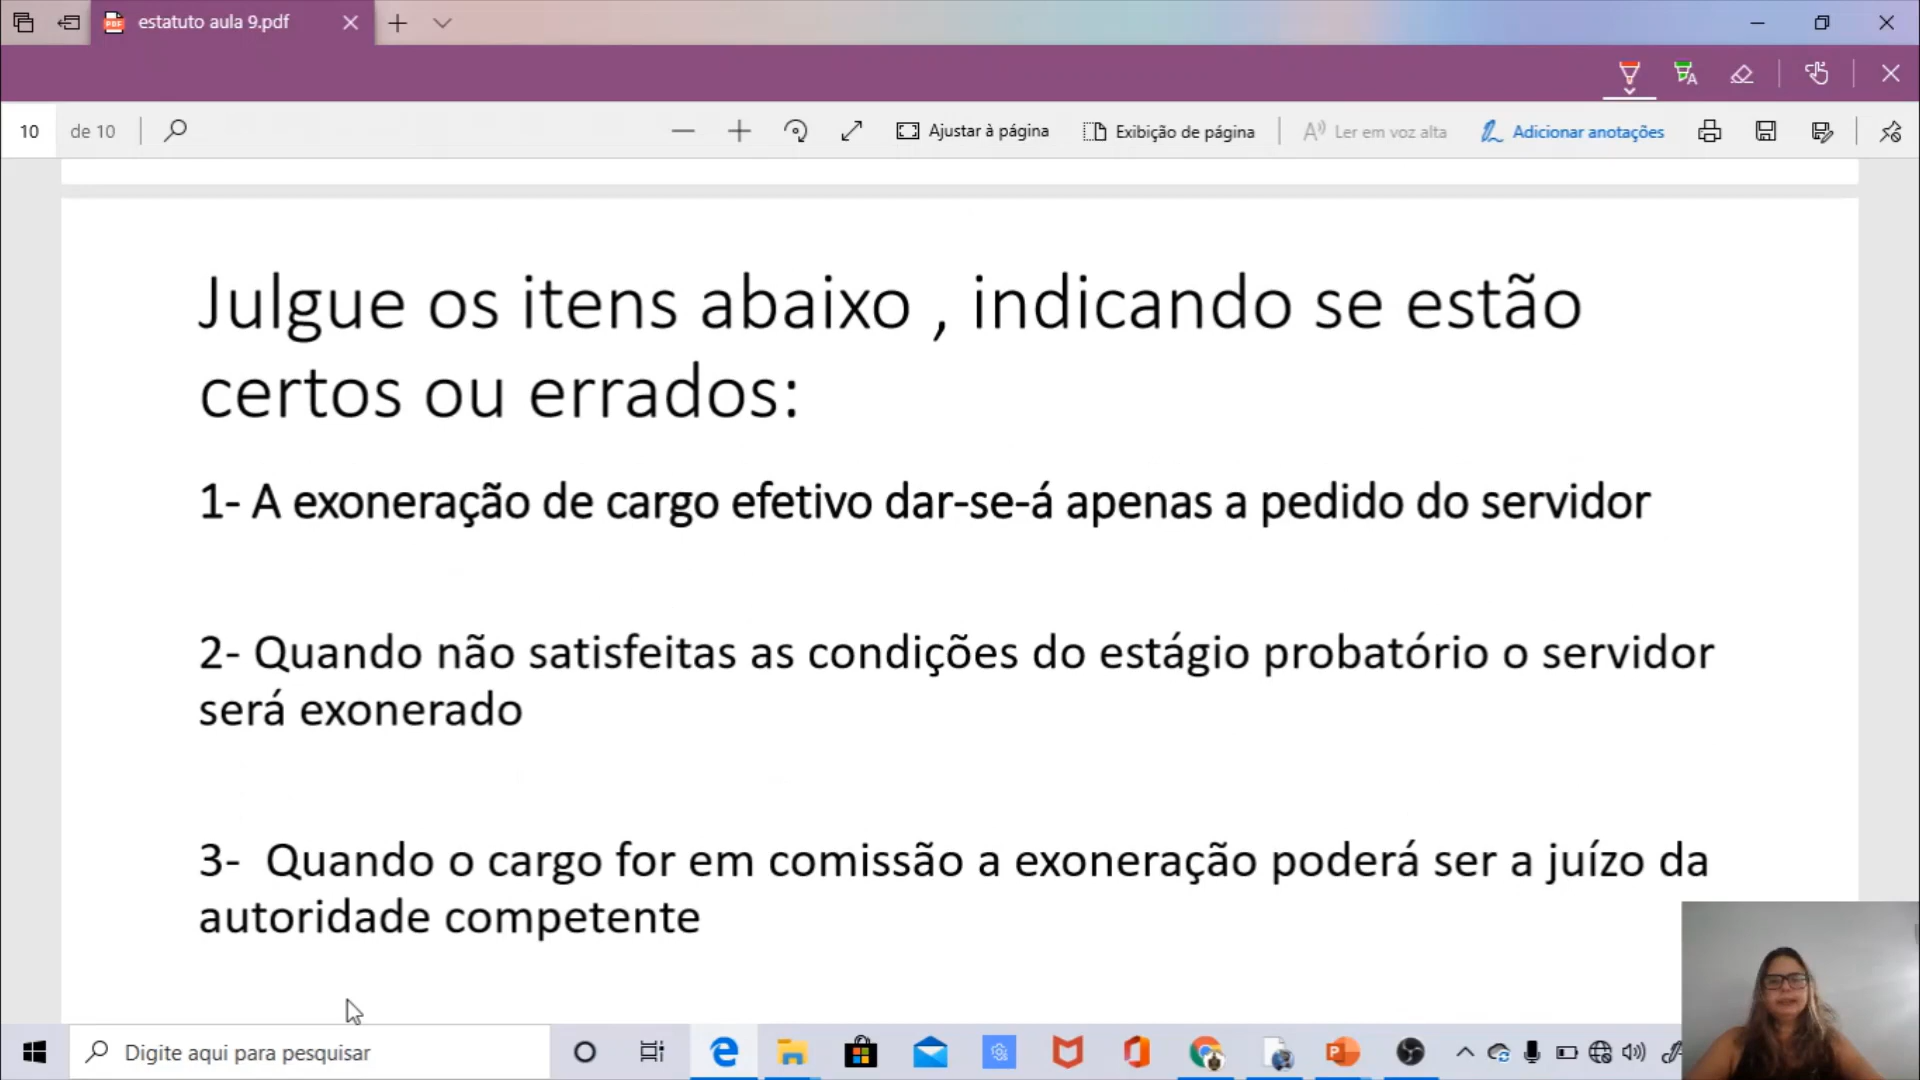 estatuto aula 9.pdf
10 de 10
Ajustar à página
Exibição de página
Ler em voz alta
Adicionar anotações
Julgue os itens abaixo , indicando se estão
certos ou errados:
1- A exoneração de cargo efetivo dar-se-á apenas a pedido do servidor
2- Quando não satisfeitas as condições do estágio probatório o servidor
será exonerado
3- Quando o cargo for em comissão a exoneração poderá ser a juízo da
autoridade competente
Digite aqui para pesquisar